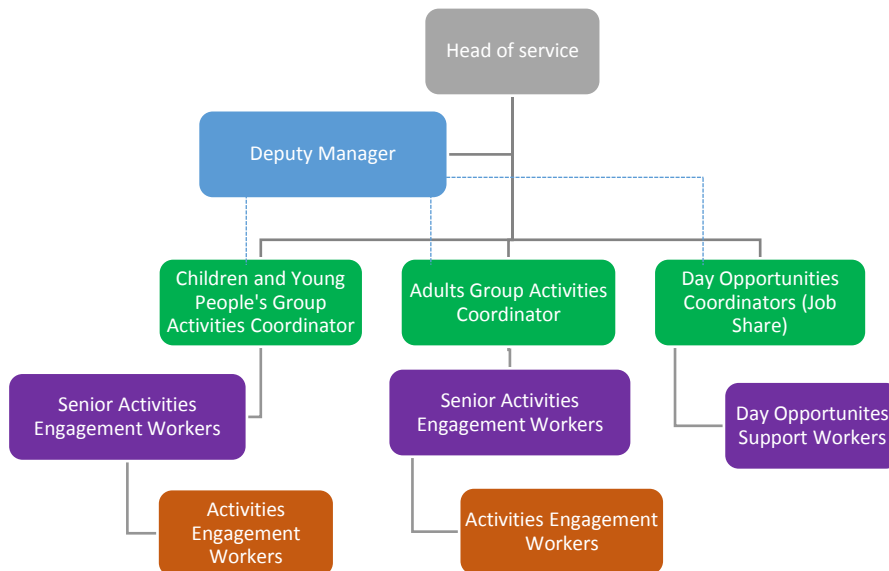 Head of service
Deputy Manager
Children and Young
People's Group
Activities Coordinator
Adults Group Activities
Coordinator
Day Opportunities
Coordinators (Job
Share)
Senior Activities
Engagement Workers
Senior Activities
Engagement Workers
Day Opportunites
Support Workers
Activities
Engagement
Workers
Activities Engagement
Workers